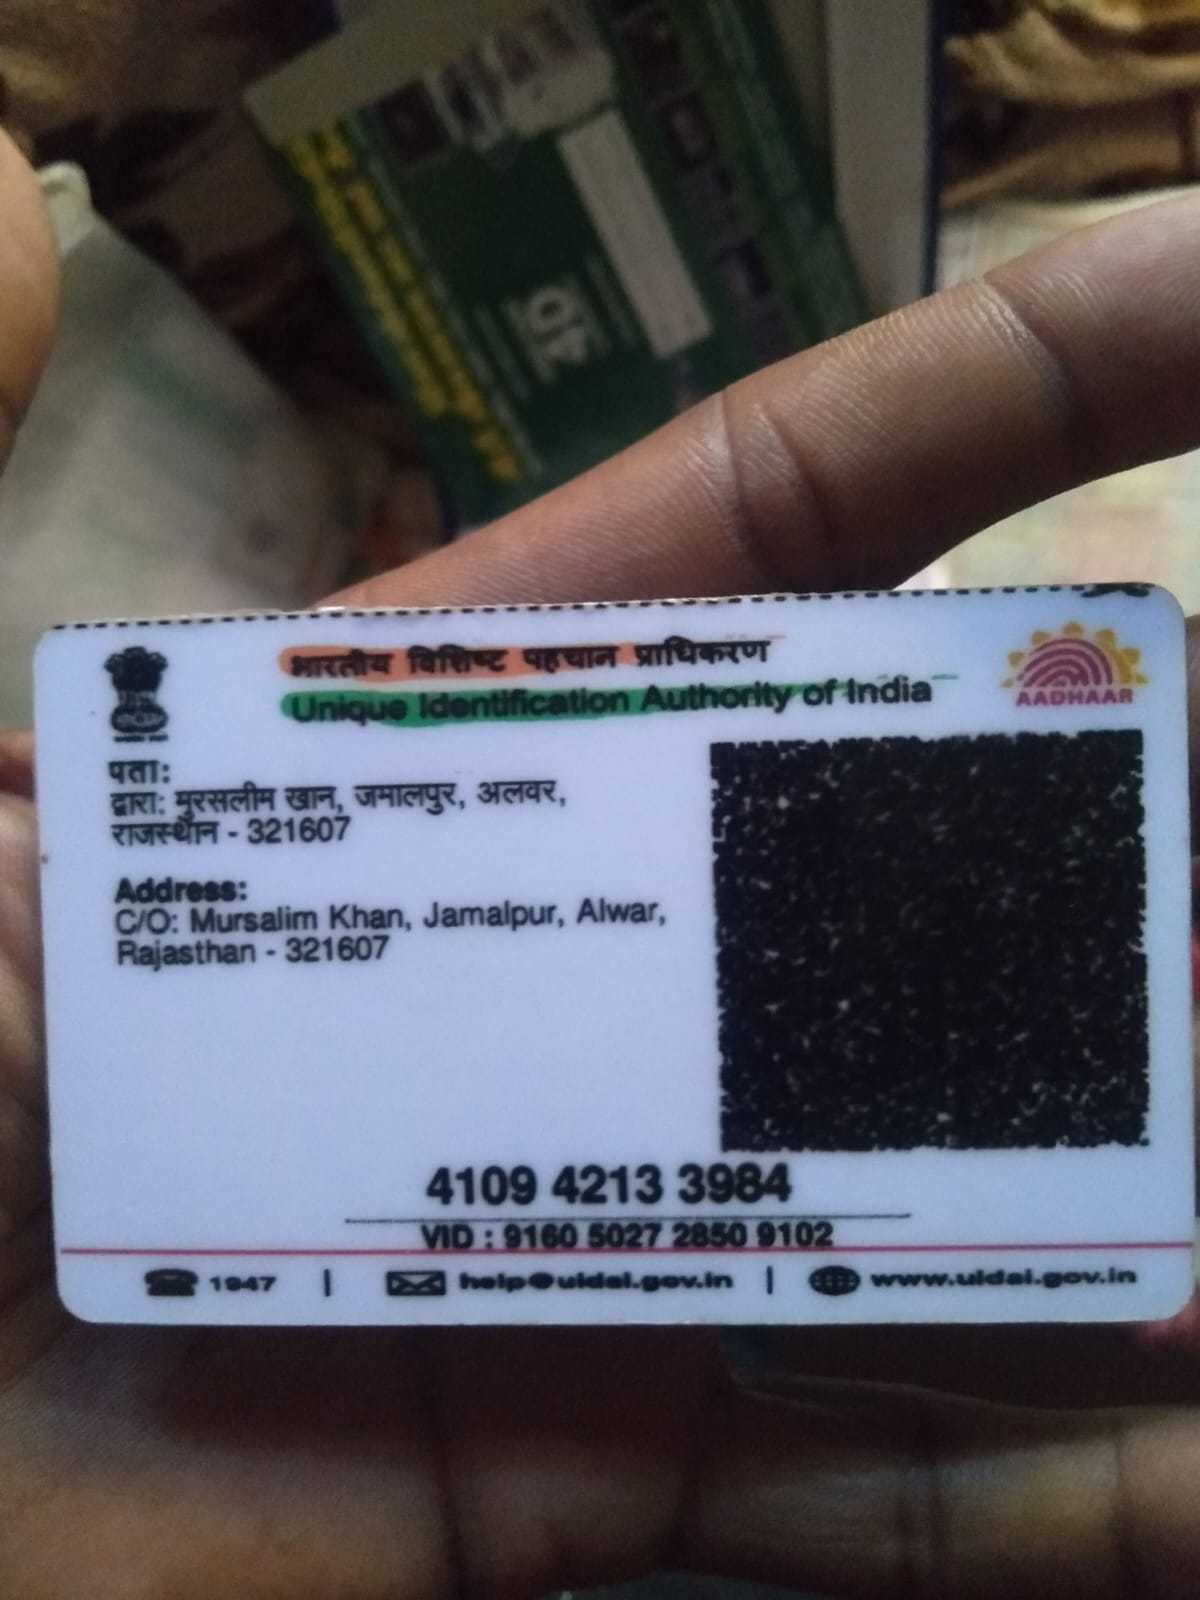 भारतीय विशिष्ट पहचान प्राधिकरण
Unique Identification Authority of India
AADHAAR
पता:
द्वारा: मुरसलीम खान, जमालपुर, अलवर,
राजस्थान - 321607
Address:
C/O: Mursalim Khan, Jamalpur, Alwar,
Rajasthan - 321607
4109 4213 3984
VID : 9160 5027 2850 9102
1947 | help@uidai.gov.in | www.uidai.gov.in